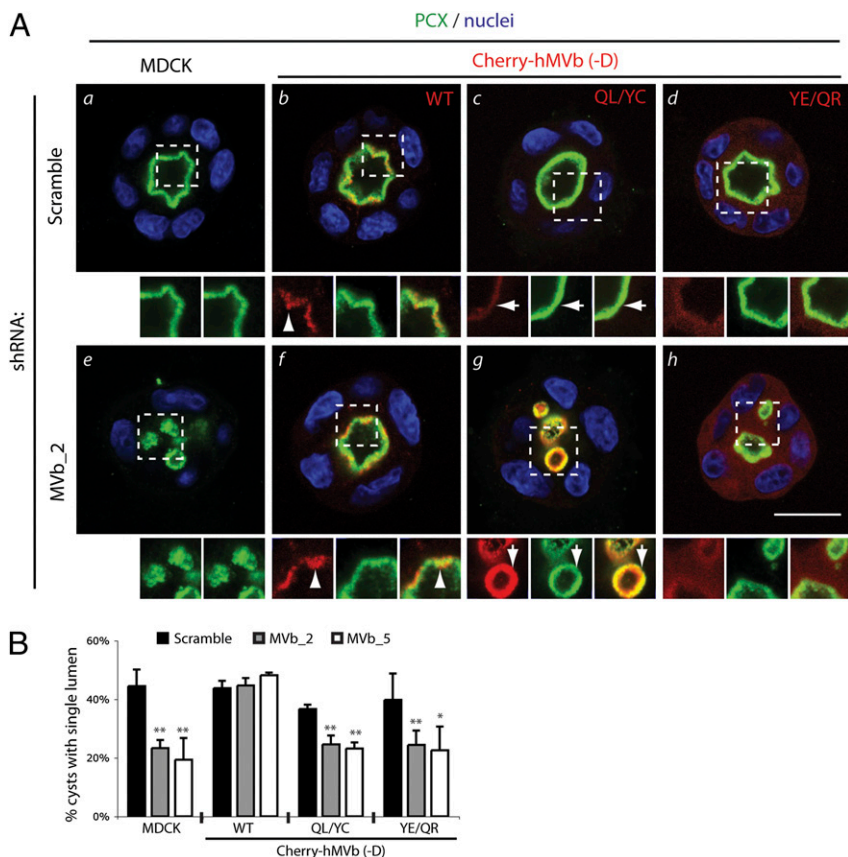 A
PCX / nuclei
MDCK
Cherry-hMVb (-D)
shRNA:
Scramble
a
b
WT
c
QL/YC
d
YE/QR
MVb_2
e
f
g
h
B
Scramble
MVb_2
MVb_5
% cysts with single lumen
60%
40%
20%
0%
** **
** **
** *
MDCK
WT
QL/YC
YE/QR
Cherry-hMVb (-D)